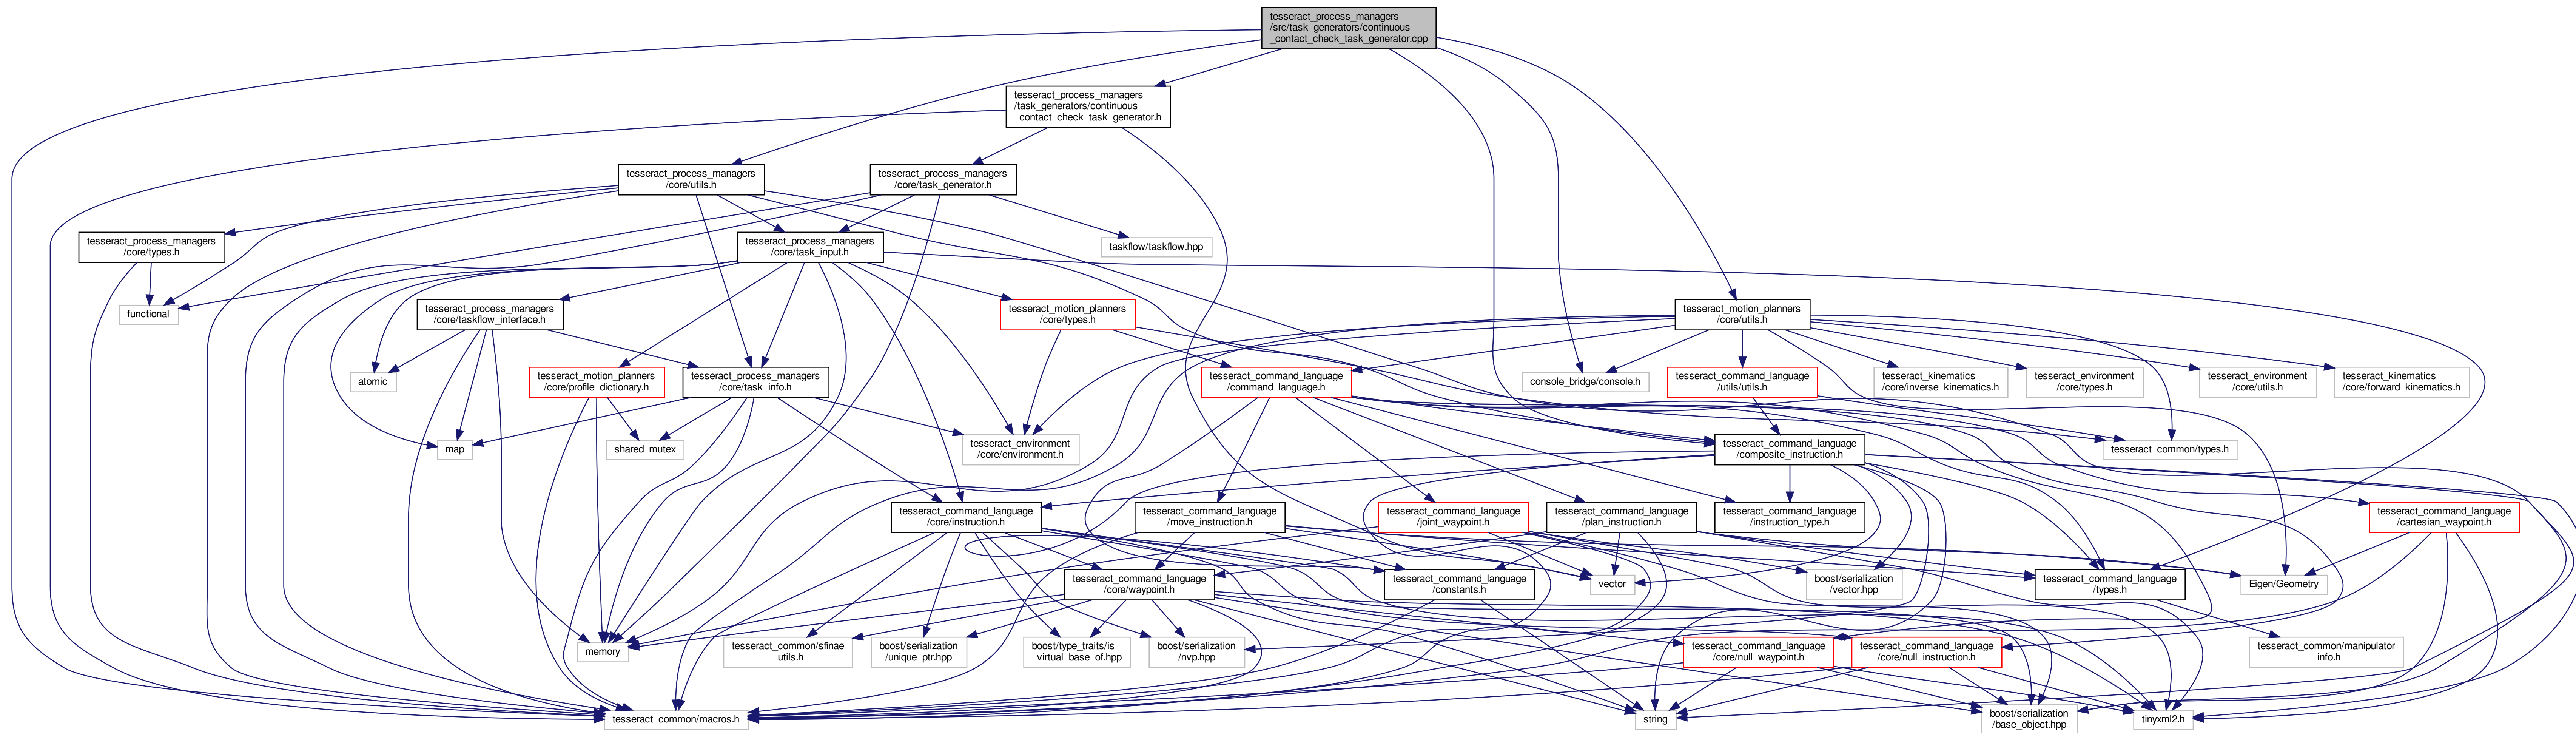 tesseract_process_managers
/src/task_generators/continuous
_contact_check_task_generator.cpp
tesseract_process_managers
/task_generators/continuous
_contact_check_task_generator.h
tesseract_process_managers
/core/utils.h
tesseract_process_managers
/core/task_generator.h
tesseract_process_managers
/core/types.h
tesseract_process_managers
/core/task_input.h
taskflow/taskflow.hpp
functional
tesseract_process_managers
/core/taskflow_interface.h
tesseract_motion_planners
/core/types.h
tesseract_motion_planners
/core/utils.h
atomic
tesseract_motion_planners
/core/profile_dictionary.h
tesseract_process_managers
/core/task_info.h
tesseract_command_language
/command_language.h
console_bridge/console.h
tesseract_command_language
/utils/utils.h
tesseract_kinematics
/core/inverse_kinematics.h
tesseract_environment
/core/types.h
tesseract_environment
/core/utils.h
tesseract_kinematics
/core/forward_kinematics.h
map
shared_mutex
tesseract_environment
/core/environment.h
tesseract_command_language
/composite_instruction.h
tesseract_common/types.h
tesseract_command_language
/core/instruction.h
tesseract_command_language
/move_instruction.h
tesseract_command_language
/joint_waypoint.h
tesseract_command_language
/plan_instruction.h
tesseract_command_language
/instruction_type.h
tesseract_command_language
/cartesian_waypoint.h
tesseract_command_language
/core/waypoint.h
tesseract_command_language
/constants.h
vector
boost/serialization
/vector.hpp
tesseract_command_language
/types.h
Eigen/Geometry
memory
tesseract_common/sfinae
_utils.h
boost/serialization
/unique_ptr.hpp
boost/type_traits/is
_virtual_base_of.hpp
boost/serialization
/nvp.hpp
tesseract_command_language
/core/null_waypoint.h
tesseract_command_language
/core/null_instruction.h
tesseract_common/manipulator
_info.h
tesseract_common/macros.h
string
boost/serialization
/base_object.hpp
tinyxml2.h